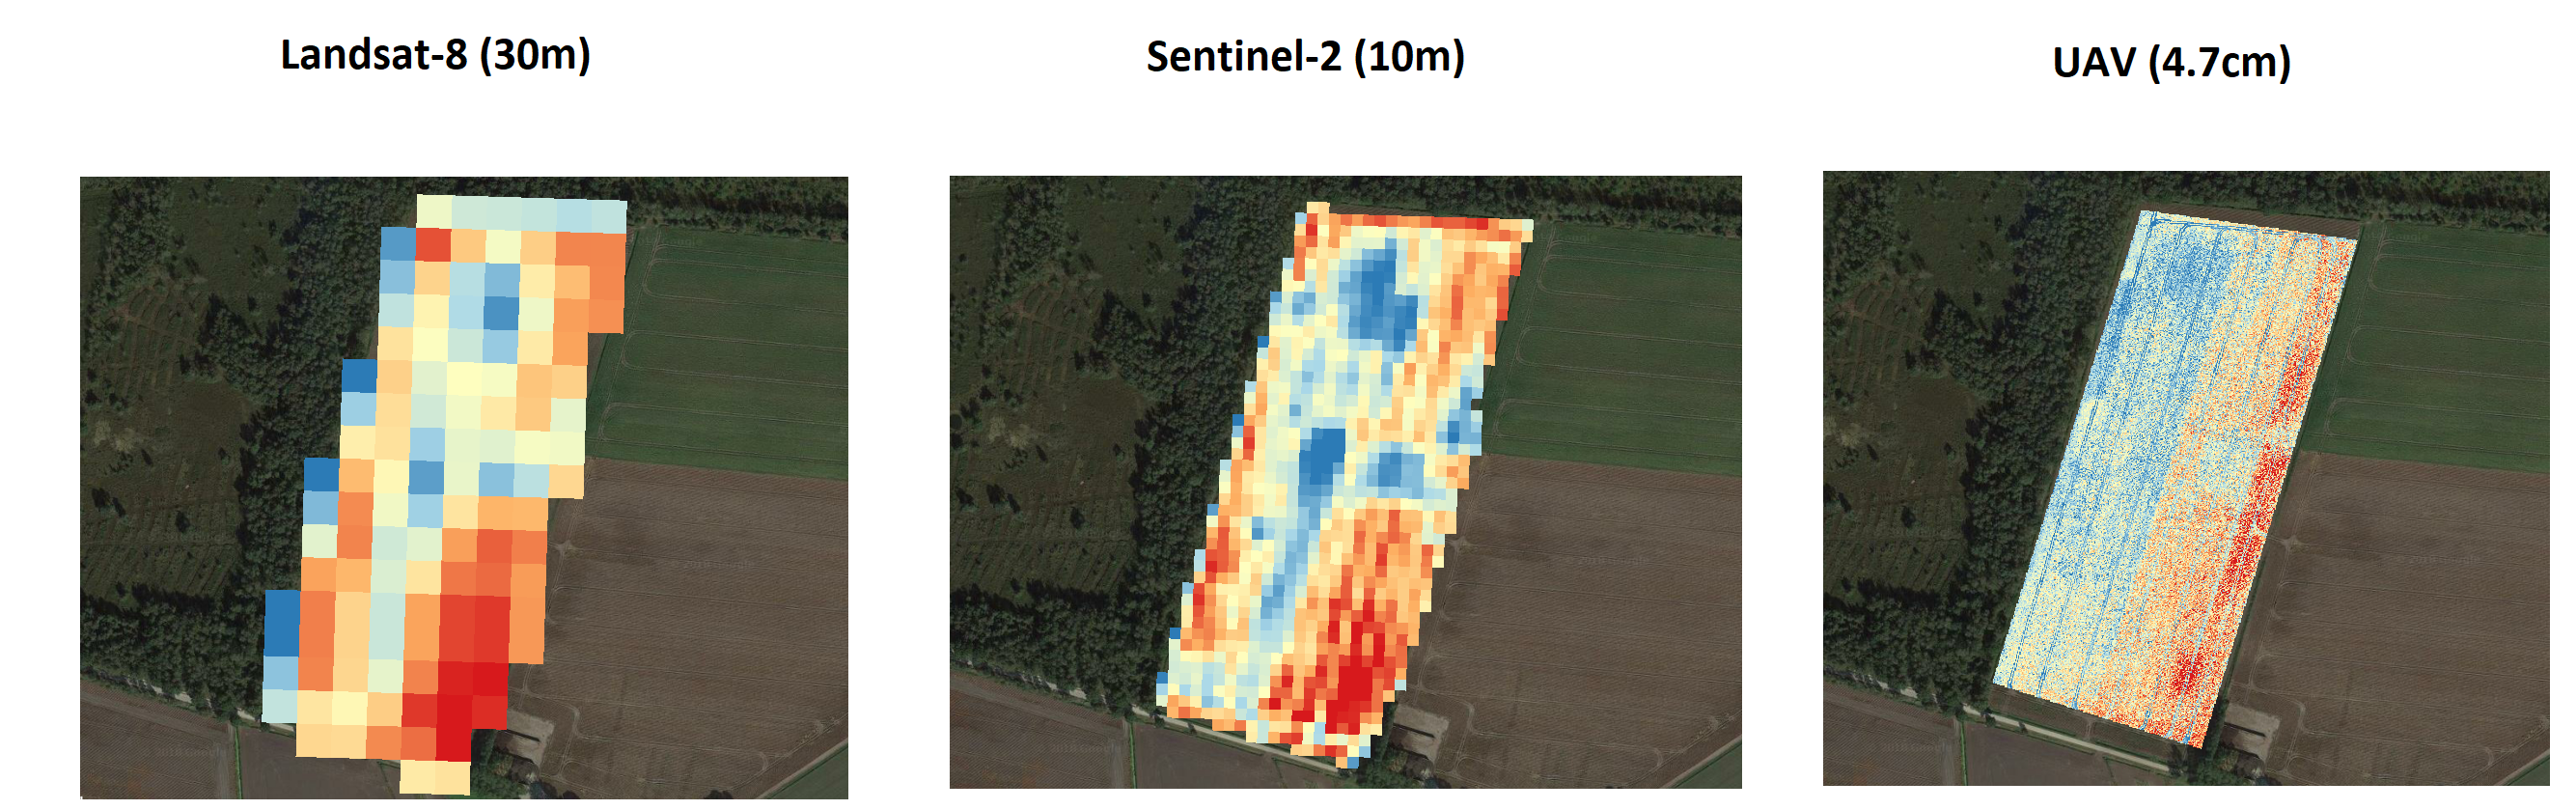 Landsat-8 (30m)
Sentinel-2 (10m)
UAV (4.7cm)